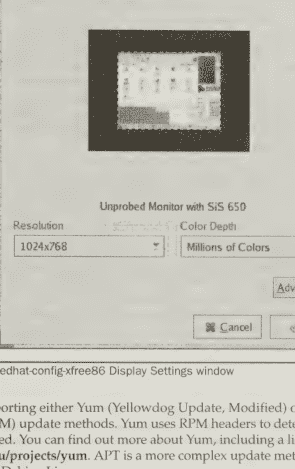 Unprobed Monitor with SiS 650
Resolution Color Depth
1024x768 Millions of Colors
Adv
Cancel
edhat-config-xfree86 Display Settings window
orting either Yum (Yellowdog Update, Modified) o
M) update methods. Yum uses RPM headers to dete
ed. You can find out more about Yum, including a li
u/projects/yum. APT is a more complex update met